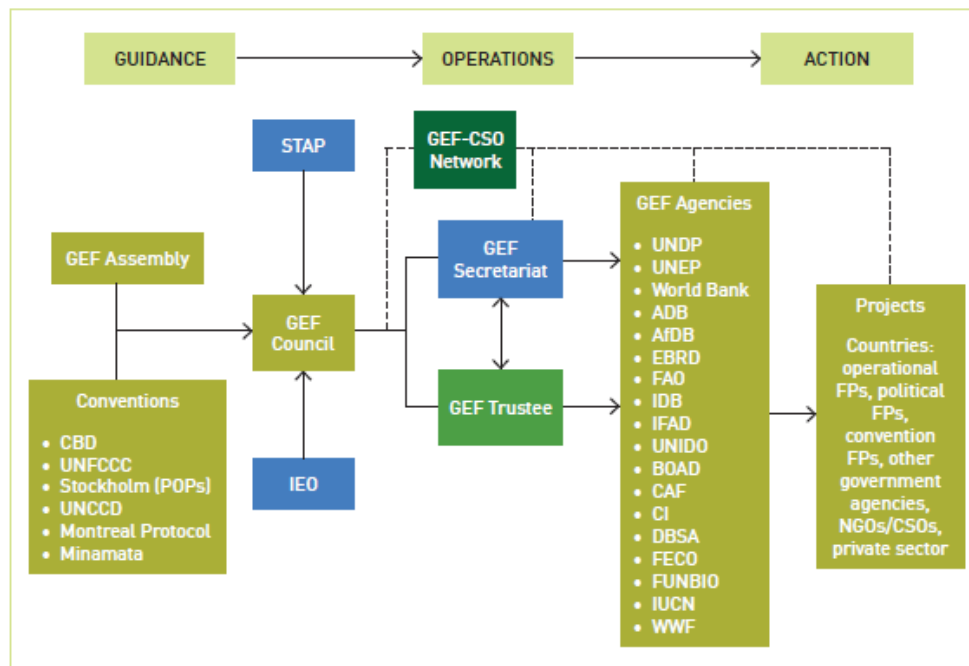 GUIDANCE
OPERATIONS
ACTION
STAP
GEF-CSO
Network
GEF Assembly
GEF
Council
GEF
Secretariat
GEF Trustee
IEO
Conventions
• CBD
• UNFCCC
• Stockholm (POPs)
• UNCCD
• Montreal Protocol
• Minamata
GEF Agencies
• UNDP
• UNEP
• World Bank
• ADB
• AfDB
• EBRD
• FAO
• IDB
• IFAD
• UNIDO
• BOAD
• CAF
• CI
• DBSA
• FECO
• FUNBIO
• IUCN
• WWF
Projects
Countries:
operational
FPs, political
FPs,
convention
FPs, other
government
agencies,
NGOs/CSOs,
private sector